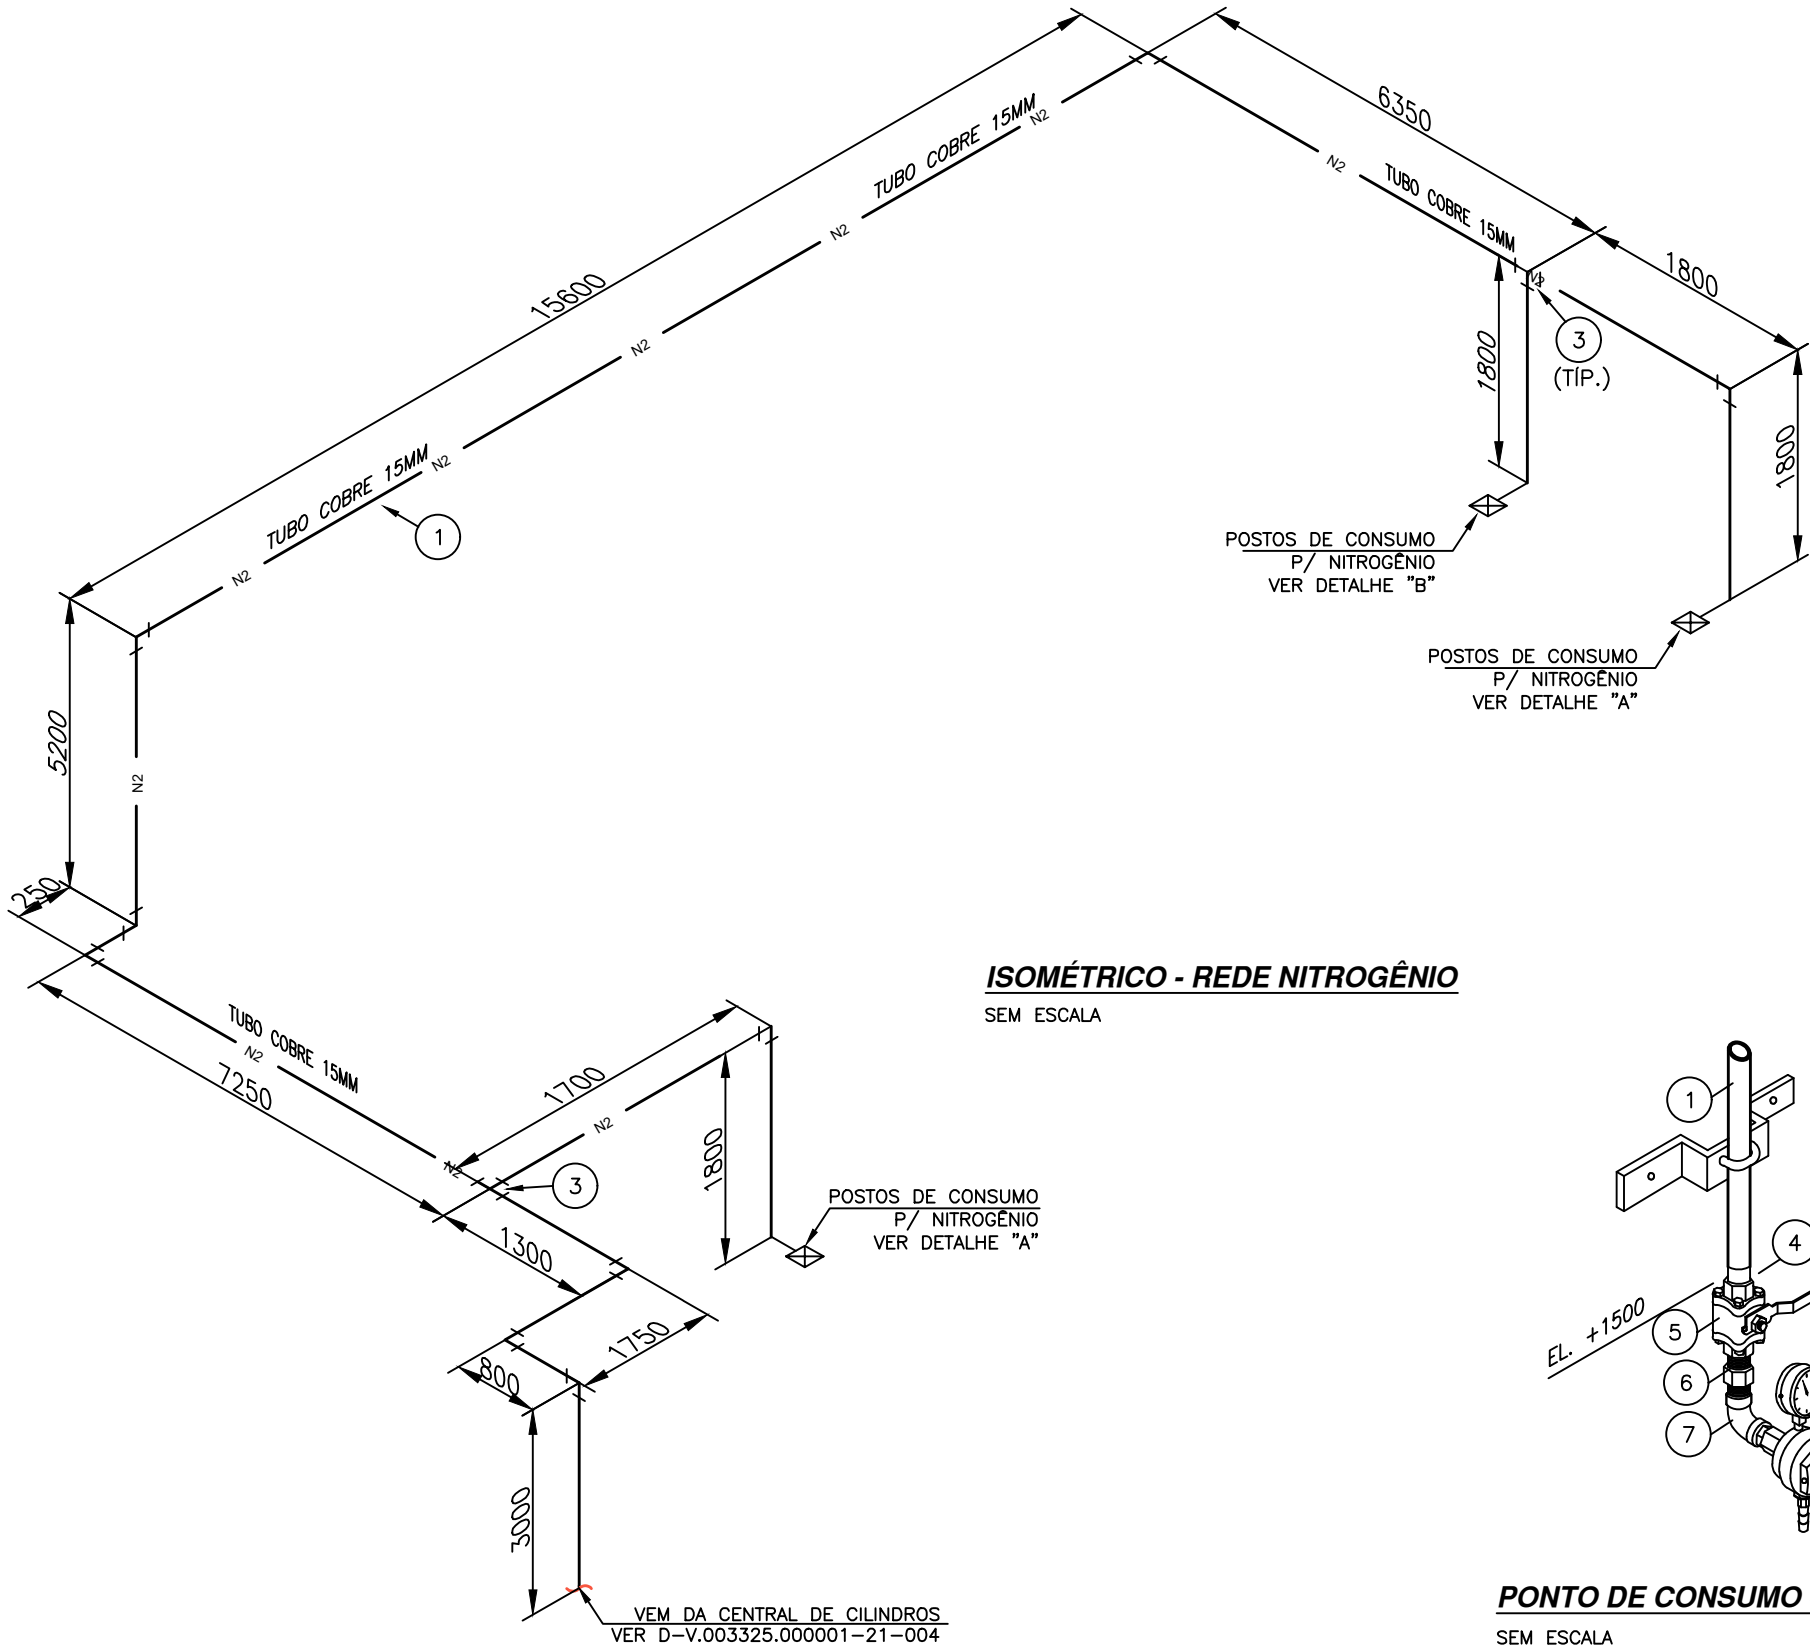 6350
TUBO COBRE 15MM
N2
N2
TUBO COBRE 15MM
1800
15600
N2
N2
3
(TÍP.)
1800
N2
TUBO COBRE 15MM
N2
1
1800
N2
POSTOS DE CONSUMO
P/ NITROGÊNIO
VER DETALHE "B"
POSTOS DE CONSUMO
P/ NITROGÊNIO
VER DETALHE "A"
5200
N2
250
ISOMÉTRICO - REDE NITROGÊNIO
SEM ESCALA
TUBO COBRE 15MM
N2
7250
1700
N2
1800
N2
3
POSTOS DE CONSUMO
P/ NITROGÊNIO
VER DETALHE "A"
1300
1750
800
3000
VEM DA CENTRAL DE CILINDROS
VER D-V.003325.000001-21-004
1
4
EL. +1500
5
6
7
PONTO DE CONSUMO
SEM ESCALA